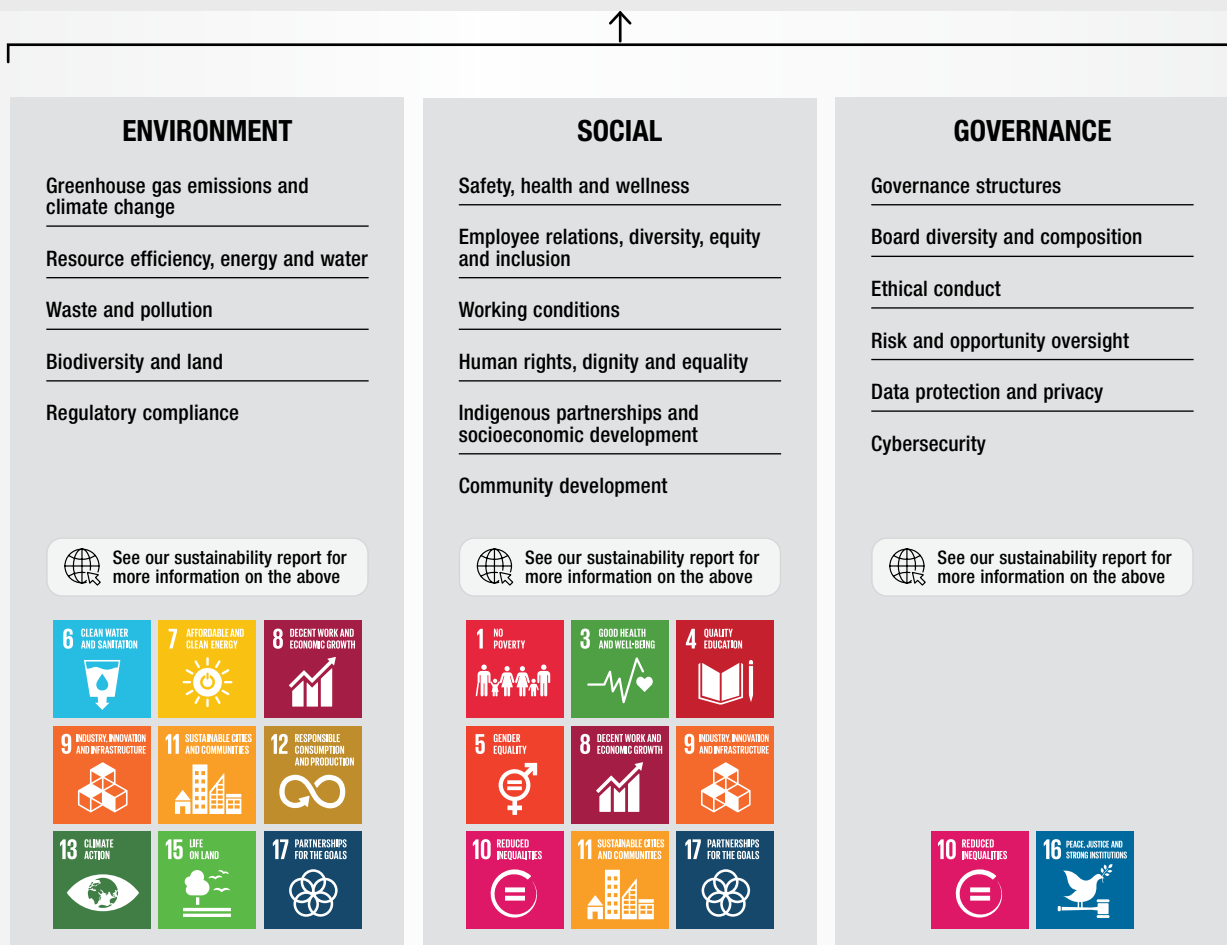 ENVIRONMENT
Greenhouse gas emissions and
climate change
Resource efficiency, energy and water
Waste and pollution
Biodiversity and land
Regulatory compliance
See our sustainability report for
more information on the above
6 CLEAN WATER
AND SANITATION
7 AFFORDABLE AND
CLEAN ENERGY
8 DECENT WORK AND
ECONOMIC GROWTH
9 INDUSTRY, INNOVATION
AND INFRASTRUCTURE
11 SUSTAINABLE CITIES
AND COMMUNITIES
12 RESPONSIBLE
CONSUMPTION
AND PRODUCTION
13 CLIMATE
ACTION
15 LIFE
ON LAND
17 PARTNERSHIPS
FOR THE GOALS
SOCIAL
Safety, health and wellness
Employee relations, diversity, equity
and inclusion
Working conditions
Human rights, dignity and equality
Indigenous partnerships and
socioeconomic development
Community development
See our sustainability report for
more information on the above
1 NO
POVERTY
3 GOOD HEALTH
AND WELL-BEING
4 QUALITY
EDUCATION
5 GENDER
EQUALITY
8 DECENT WORK AND
ECONOMIC GROWTH
9 INDUSTRY, INNOVATION
AND INFRASTRUCTURE
10 REDUCED
INEQUALITIES
11 SUSTAINABLE CITIES
AND COMMUNITIES
17 PARTNERSHIPS
FOR THE GOALS
GOVERNANCE
Governance structures
Board diversity and composition
Ethical conduct
Risk and opportunity oversight
Data protection and privacy
Cybersecurity
See our sustainability report for
more information on the above
10 REDUCED
INEQUALITIES
16 PEACE, JUSTICE AND
STRONG INSTITUTIONS